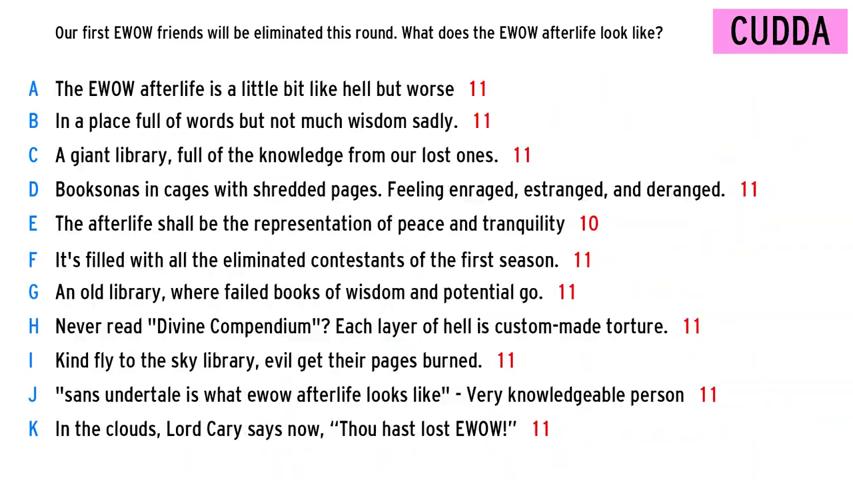 Our first EWOW friends will be eliminated this round. What does the EWOW afterlife look like?
CUDDA
A The EWOW afterlife is a little bit like hell but worse 11
B In a place full of words but not much wisdom sadly. 11
C A giant library, full of the knowledge from our lost ones. 11
D Booksonas in cages with shredded pages. Feeling enraged, estranged, and deranged. 11
E The afterlife shall be the representation of peace and tranquility 10
F It's filled with all the eliminated contestants of the first season. 11
G An old library, where failed books of wisdom and potential go. 11
H Never read "Divine Compendium"? Each layer of hell is custom-made torture. 11
I Kind fly to the sky library, evil get their pages burned. 11
J "sans undertale is what ewow afterlife looks like" - Very knowledgeable person 11
K In the clouds, Lord Cary says now, “Thou hast lost EWOW!” 11